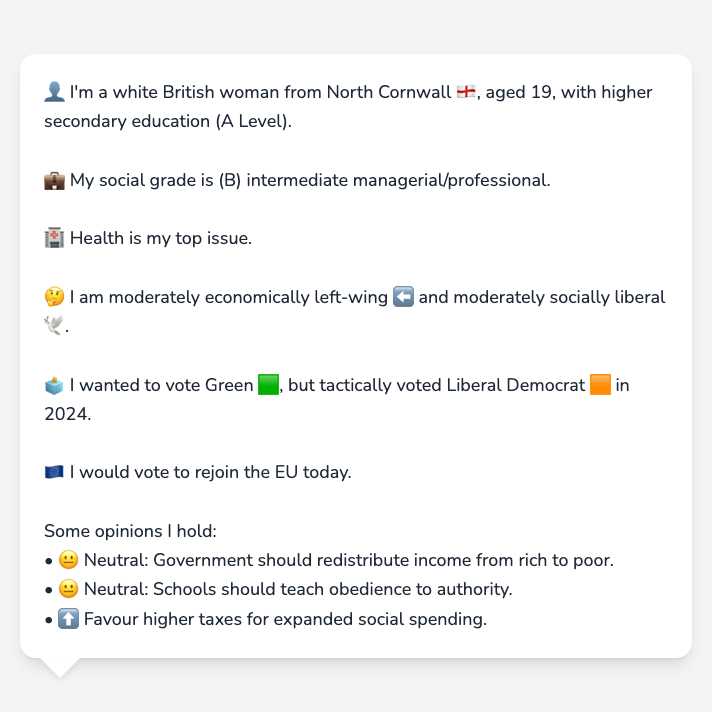 👤 I'm a white British woman from North Cornwall 🏴󠁧󠁢󠁥󠁮󠁧󠁿, aged 19, with higher
secondary education (A Level).
💼 My social grade is (B) intermediate managerial/professional.
🏥 Health is my top issue.
🤔 I am moderately economically left-wing ⬅️ and moderately socially liberal
🕊️.
🗳️ I wanted to vote Green 🟩, but tactically voted Liberal Democrat 🟧 in
2024.
🇪🇺 I would vote to rejoin the EU today.
Some opinions I hold:
• 😐 Neutral: Government should redistribute income from rich to poor.
• 😐 Neutral: Schools should teach obedience to authority.
• ⬆️ Favour higher taxes for expanded social spending.